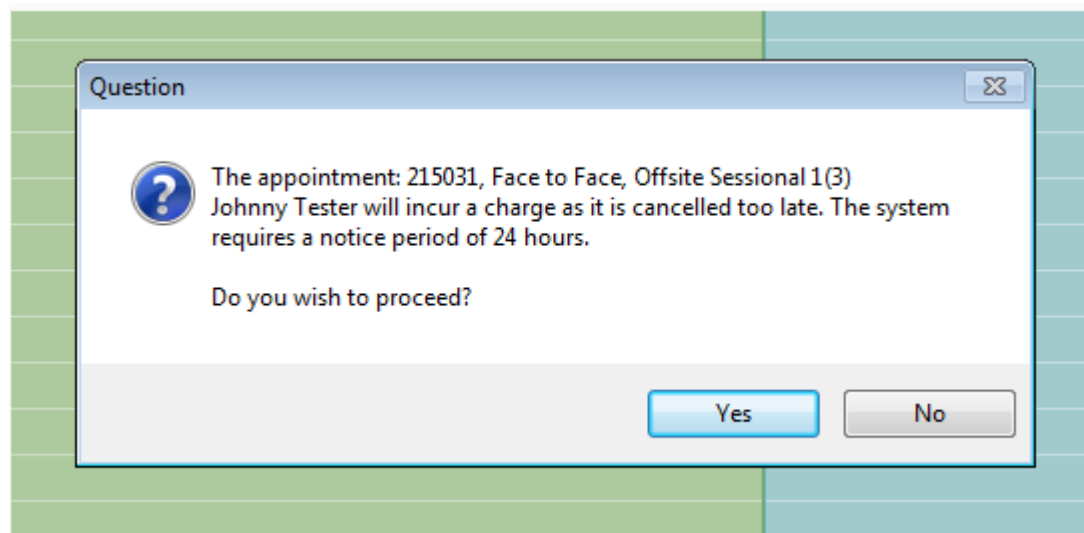 Question
The appointment: 215031, Face to Face, Offsite Sessional 1(3)
Johnny Tester will incur a charge as it is cancelled too late. The system
requires a notice period of 24 hours.
Do you wish to proceed?
Yes
No